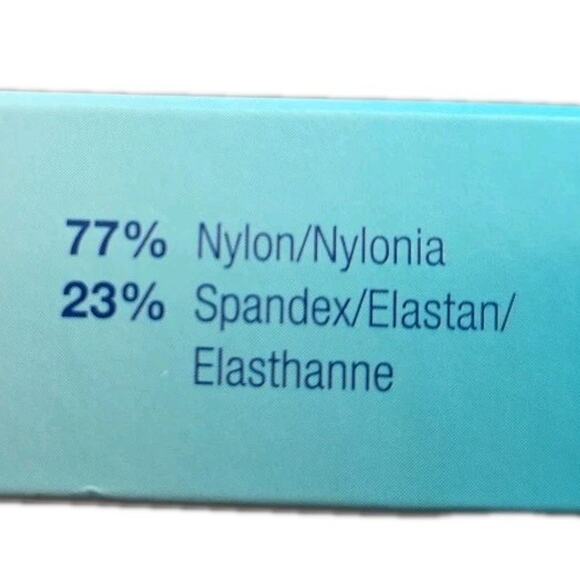 77% Nylon/Nylonia
23% Spandex/Elastan/
Elasthanne